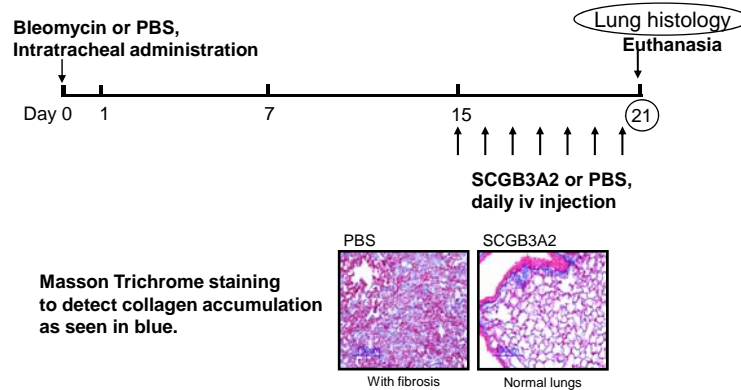 Bleomycin or PBS,
Intratracheal administration
Lung histology
Euthanasia
Day 0 1 7 15 21
SCGB3A2 or PBS,
daily iv injection
PBS SCGB3A2
Masson Trichrome staining
to detect collagen accumulation
as seen in blue.
With fibrosis Normal lungs